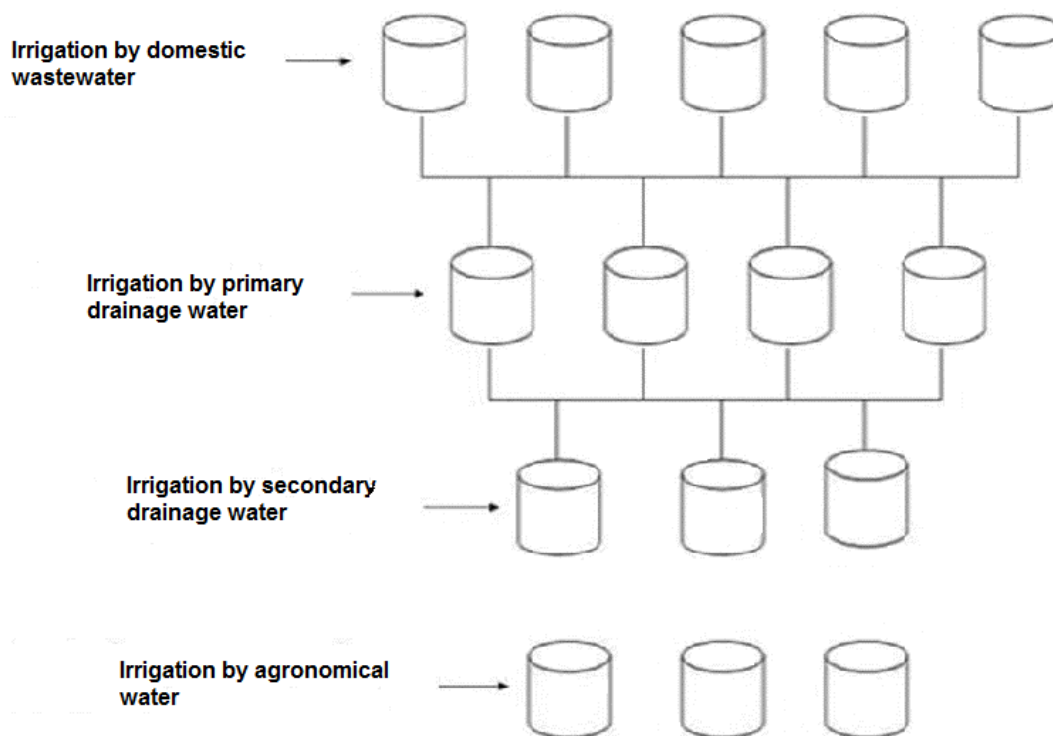 Irrigation by domestic
wastewater
Irrigation by primary
drainage water
Irrigation by secondary
drainage water
Irrigation by agronomical
water